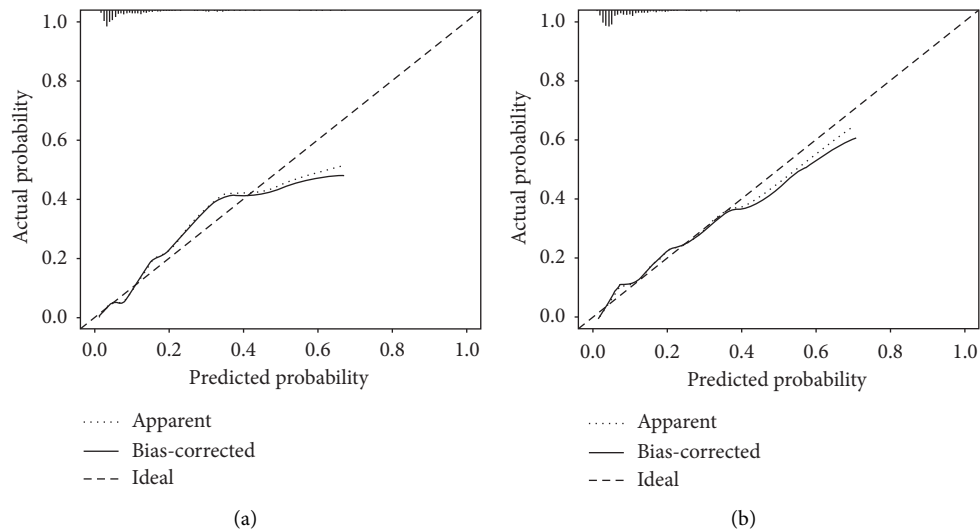 1.0
0.8
0.6
0.4
0.2
0.0
Actual probability
0.0 0.2 0.4 0.6 0.8 1.0
Predicted probability
Apparent
Bias-corrected
Ideal
(a)
1.0
0.8
0.6
0.4
0.2
0.0
Actual probability
0.0 0.2 0.4 0.6 0.8 1.0
Predicted probability
Apparent
Bias-corrected
Ideal
(b)